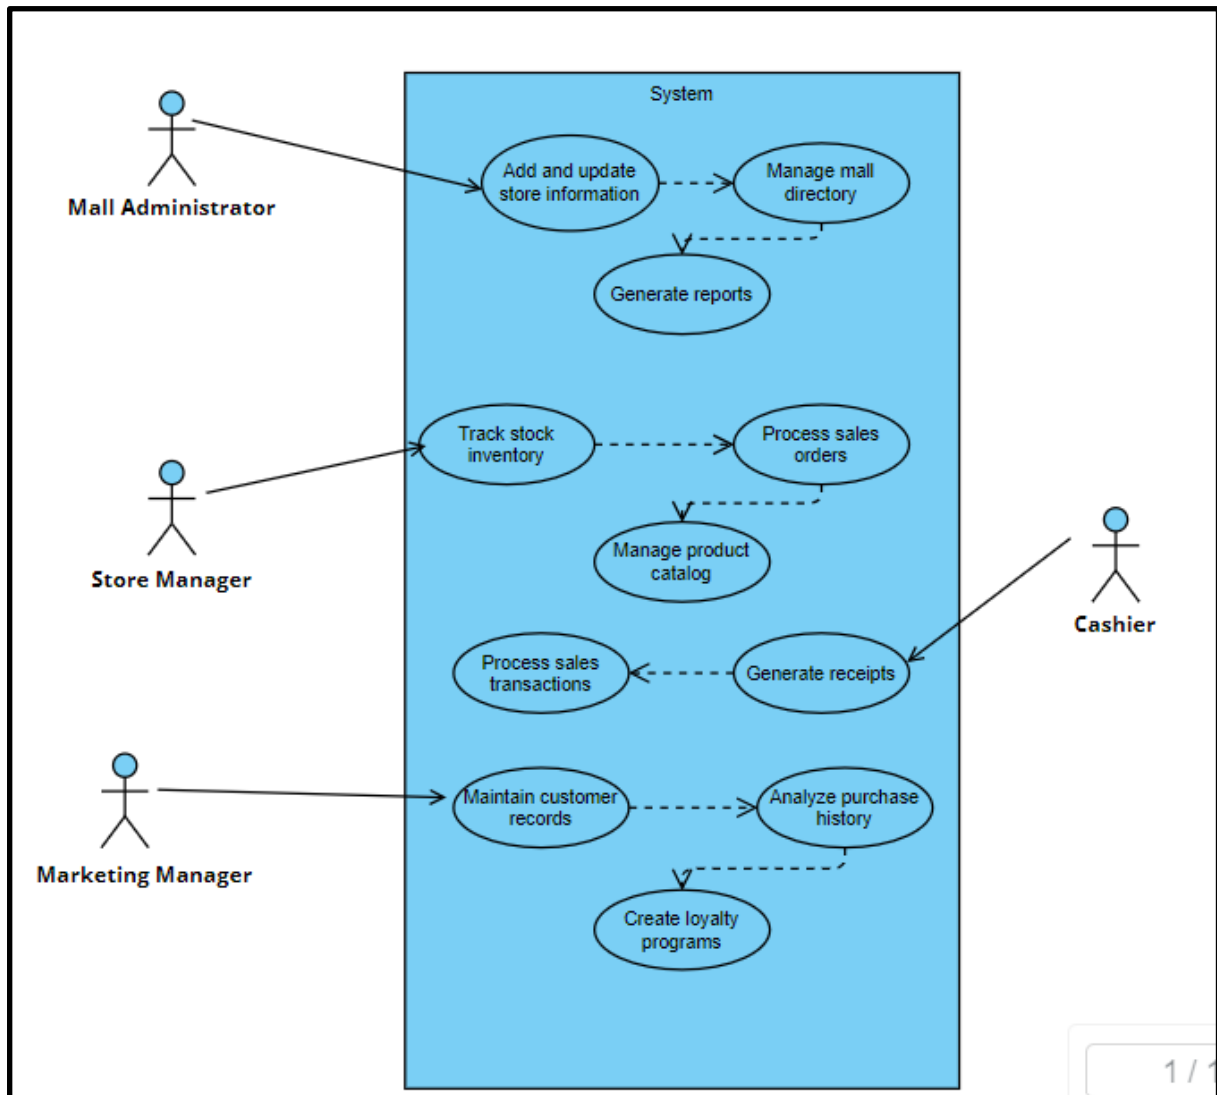 System
Add and update
store information
Manage mall
directory
Mall Administrator
Generate reports
Track stock
inventory
Process sales
orders
Store Manager
Manage product
catalog
Cashier
Process sales
transactions
Generate receipts
Maintain customer
records
Analyze purchase
history
Marketing Manager
Create loyalty
programs
1 / 1